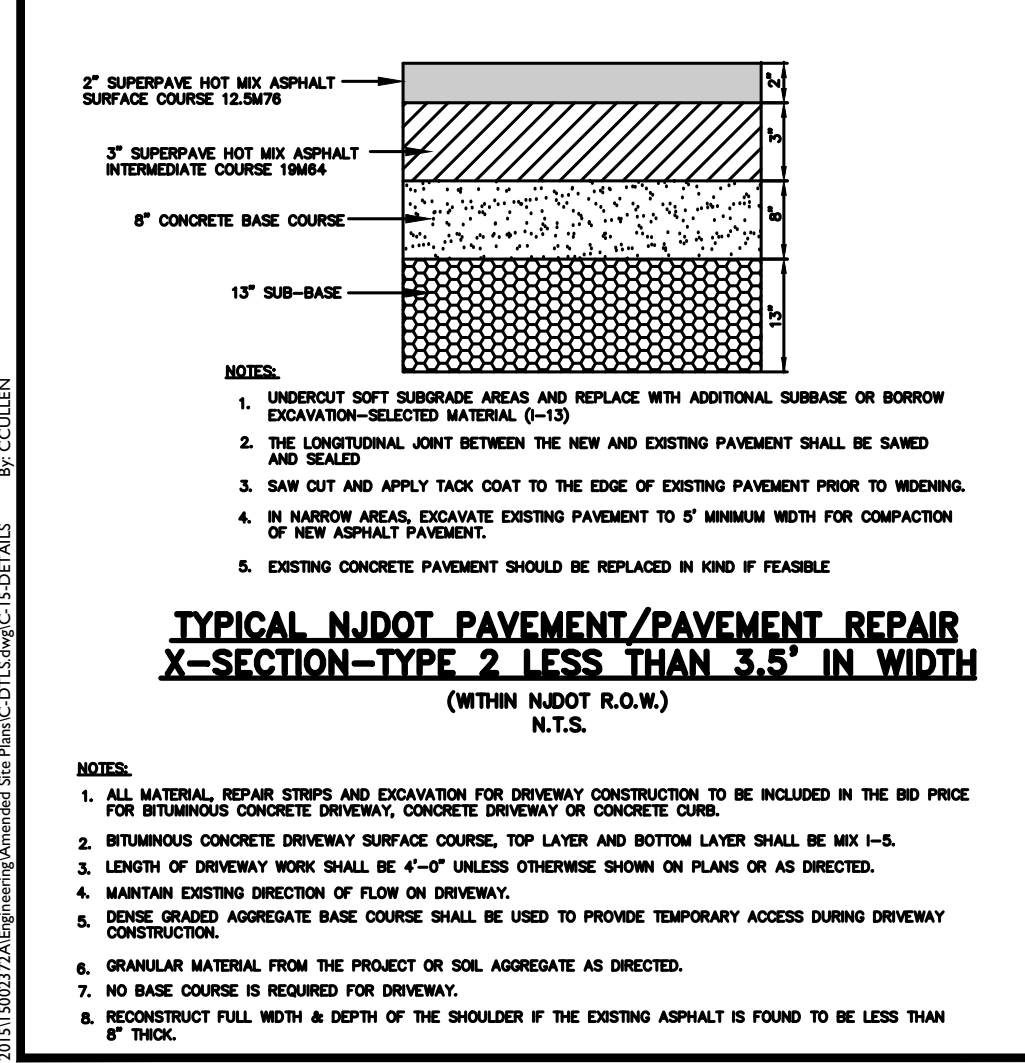 2" SUPERPAVE HOT MIX ASPHALT
SURFACE COURSE 12.5M76
3" SUPERPAVE HOT MIX ASPHALT
INTERMEDIATE COURSE 19M64
8" CONCRETE BASE COURSE
13" SUB-BASE
2"
3"
8"
13"
NOTES:
1. UNDERCUT SOFT SUBGRADE AREAS AND REPLACE WITH ADDITIONAL SUBBASE OR BORROW
EXCAVATION-SELECTED MATERIAL (I-13)
2. THE LONGITUDINAL JOINT BETWEEN THE NEW AND EXISTING PAVEMENT SHALL BE SAWED
AND SEALED
3. SAW CUT AND APPLY TACK COAT TO THE EDGE OF EXISTING PAVEMENT PRIOR TO WIDENING.
4. IN NARROW AREAS, EXCAVATE EXISTING PAVEMENT TO 5' MINIMUM WIDTH FOR COMPACTION
OF NEW ASPHALT PAVEMENT.
5. EXISTING CONCRETE PAVEMENT SHOULD BE REPLACED IN KIND IF FEASIBLE
TYPICAL NJDOT PAVEMENT/PAVEMENT REPAIR
X-SECTION-TYPE 2 LESS THAN 3.5' IN WIDTH
(WITHIN NJDOT R.O.W.)
N.T.S.
NOTES:
1. ALL MATERIAL, REPAIR STRIPS AND EXCAVATION FOR DRIVEWAY CONSTRUCTION TO BE INCLUDED IN THE BID PRICE
FOR BITUMINOUS CONCRETE DRIVEWAY, CONCRETE DRIVEWAY OR CONCRETE CURB.
2. BITUMINOUS CONCRETE DRIVEWAY SURFACE COURSE, TOP LAYER AND BOTTOM LAYER SHALL BE MIX I-5.
3. LENGTH OF DRIVEWAY WORK SHALL BE 4'-0" UNLESS OTHERWISE SHOWN ON PLANS OR AS DIRECTED.
4. MAINTAIN EXISTING DIRECTION OF FLOW ON DRIVEWAY.
5. DENSE GRADED AGGREGATE BASE COURSE SHALL BE USED TO PROVIDE TEMPORARY ACCESS DURING DRIVEWAY
CONSTRUCTION.
6. GRANULAR MATERIAL FROM THE PROJECT OR SOIL AGGREGATE AS DIRECTED.
7. NO BASE COURSE IS REQUIRED FOR DRIVEWAY.
8. RECONSTRUCT FULL WIDTH & DEPTH OF THE SHOULDER IF THE EXISTING ASPHALT IS FOUND TO BE LESS THAN
8" THICK.
2015\15002372A\Engineering\Amended Site Plans\C-DTLS.dwg\C-15-DETAILS By: CCULLEN